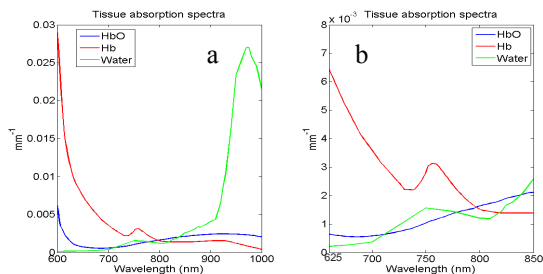 Tissue absorption spectra
HbO
Hb
Water
a
0.03
0.025
0.02
0.015
0.01
0.005
0
mm-1
600
700
800
900
1000
Wavelength (nm)
x 10-3
Tissue absorption spectra
HbO
Hb
Water
b
8
7
6
5
4
3
2
1
0
mm-1
700
750
800
850
Wavelength (nm)